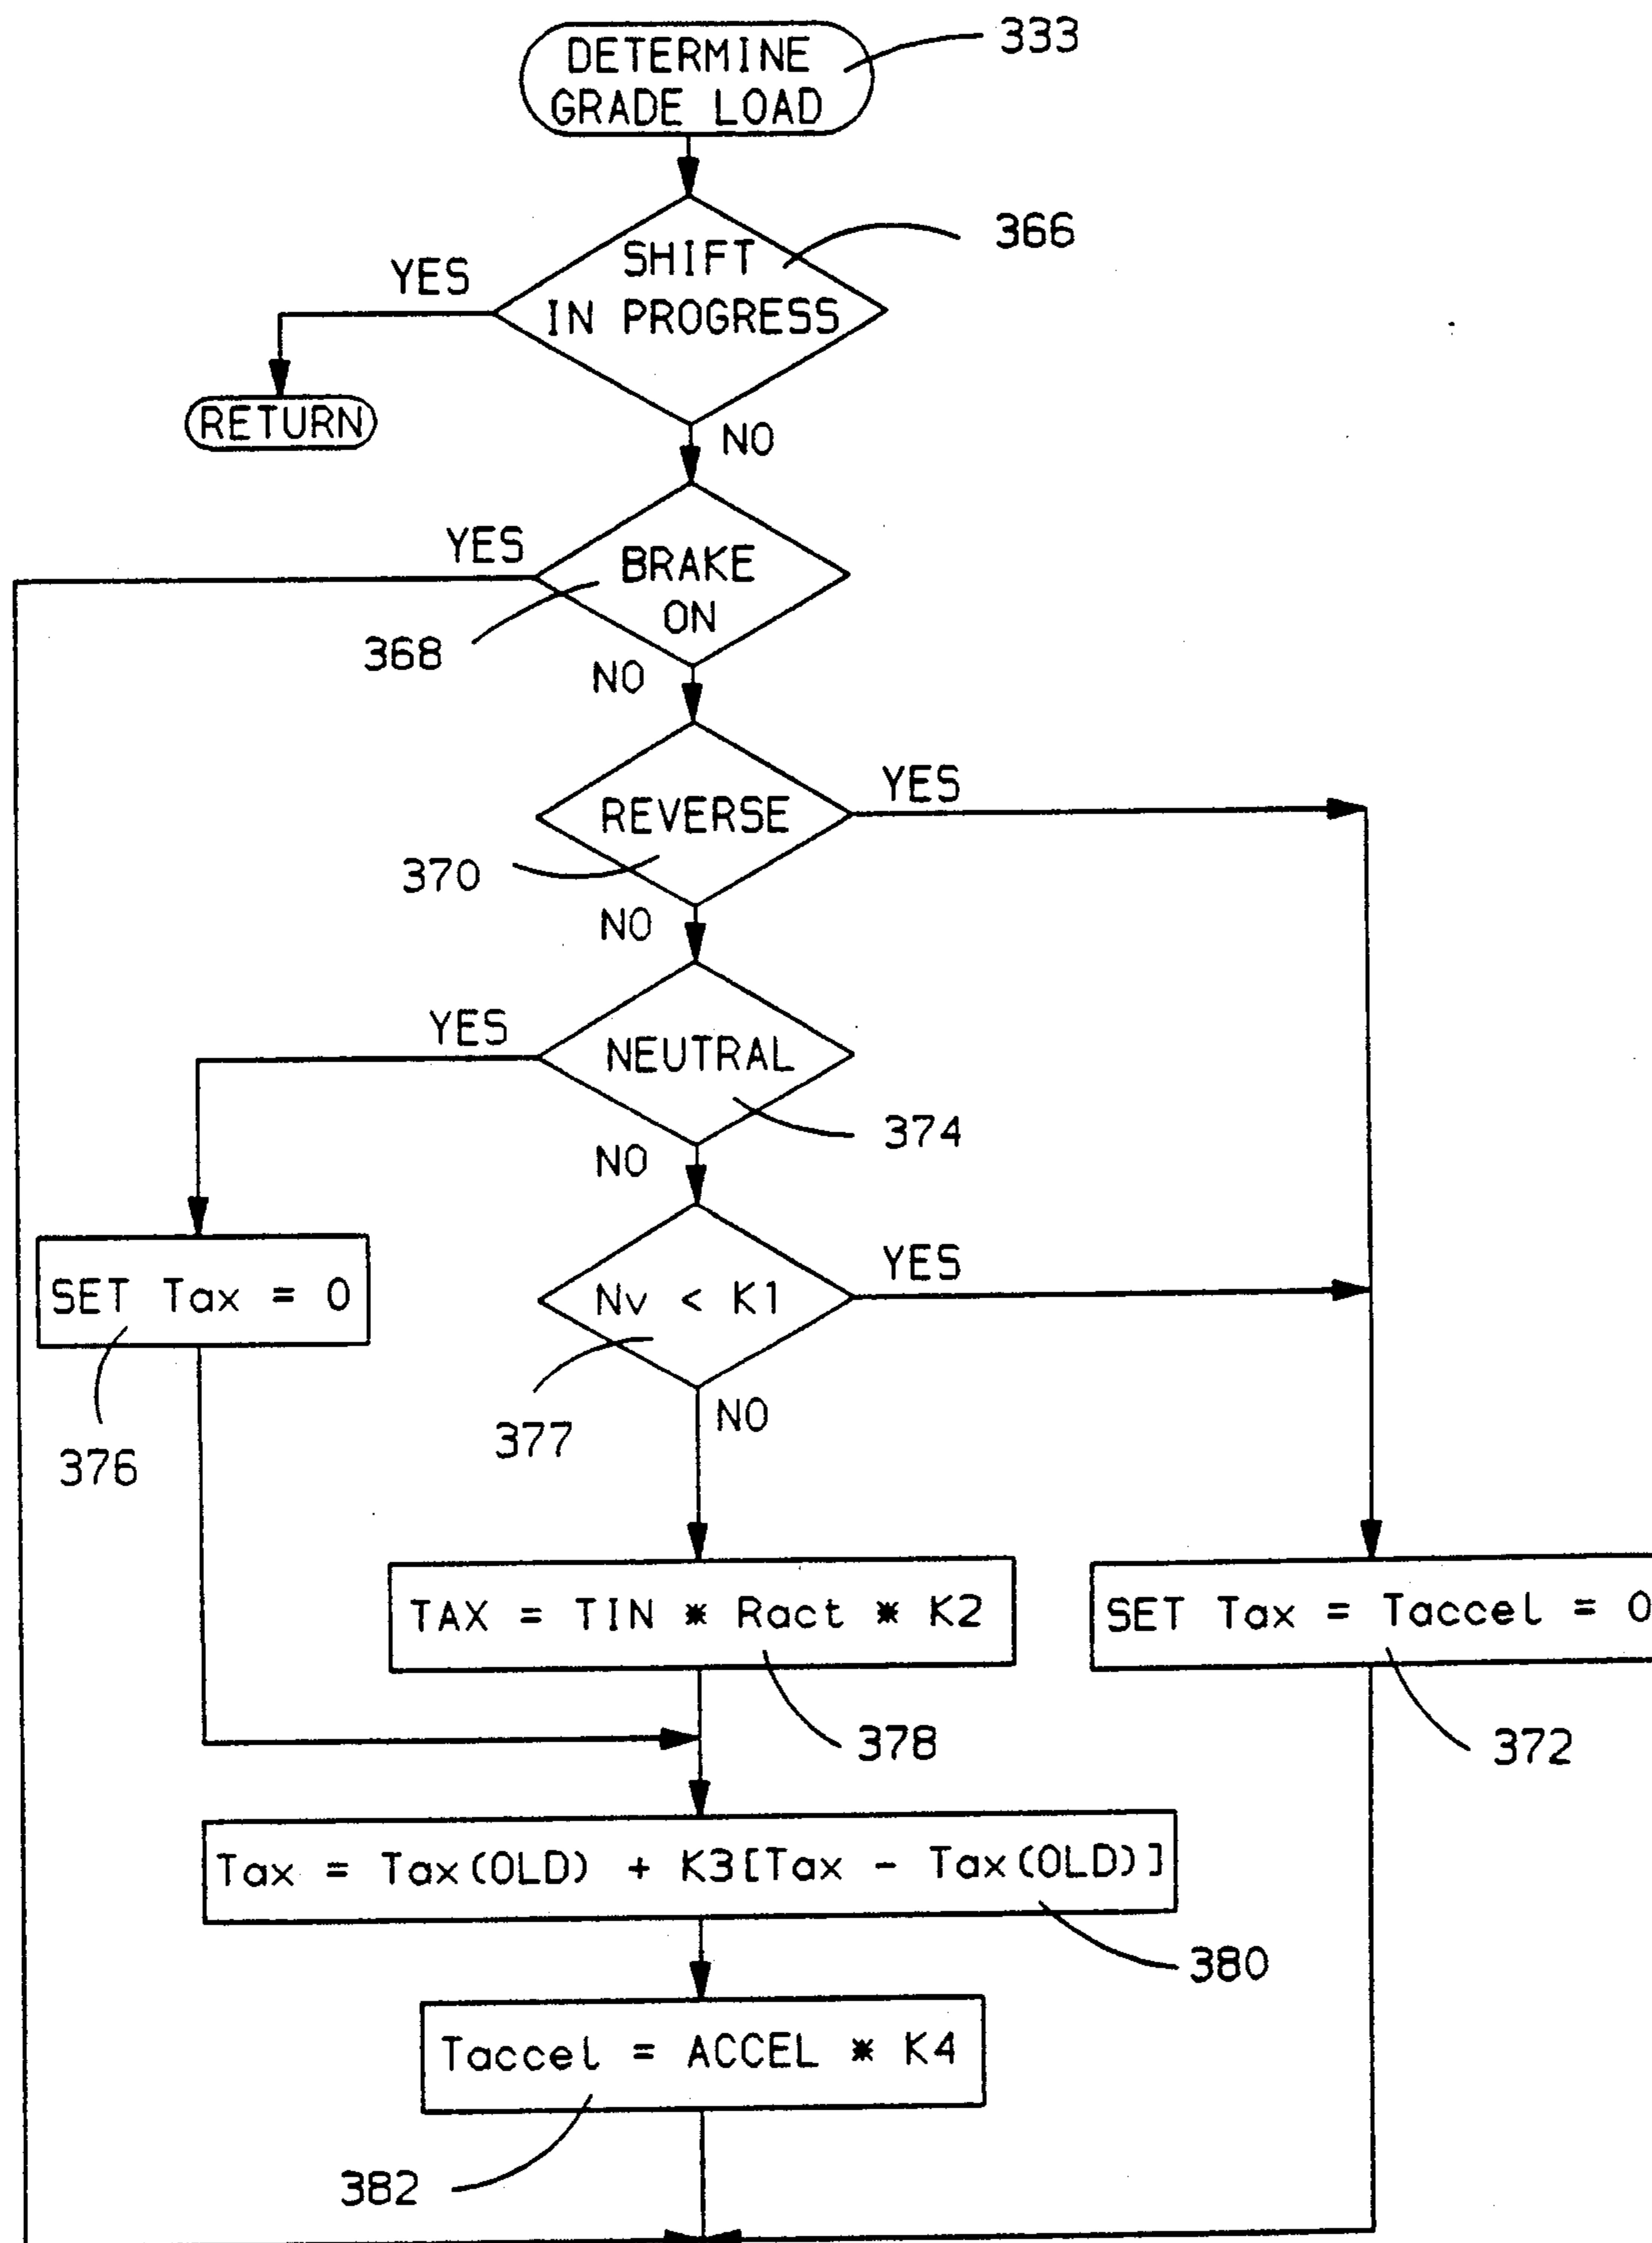 DETERMINE
GRADE LOAD
333
SHIFT
IN PROGRESS
366
YES
RETURN
NO
YES
BRAKE
ON
368
NO
REVERSE
YES
370
NO
YES
NEUTRAL
374
NO
SET Tax = 0
Nv < K1
YES
376
377
NO
TAX = TIN * Ract * K2
SET Tax = Taccel = 0
378
372
Tax = Tax(OLD) + K3[Tax - Tax(OLD)]
380
Taccel = ACCEL * K4
382